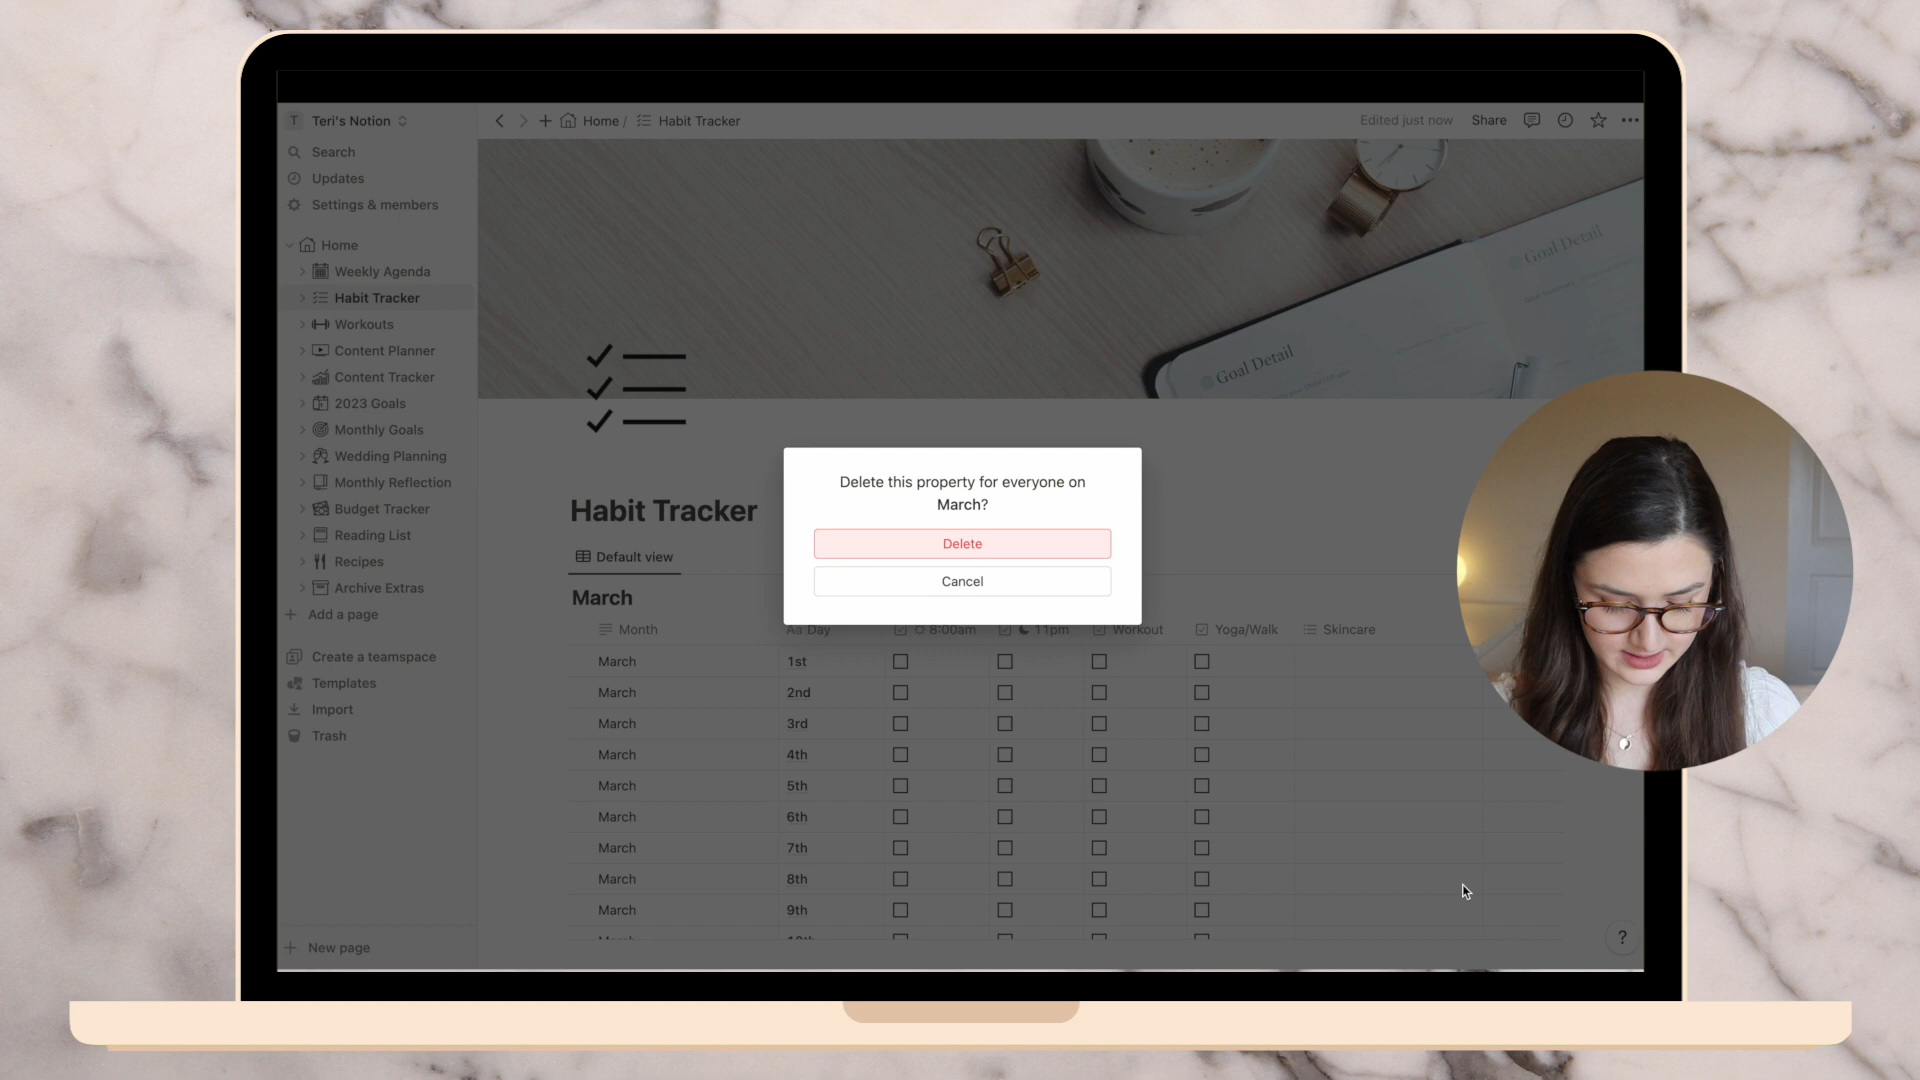 T Teri's Notion
Search
Updates
Settings & members
Home
Weekly Agenda
Habit Tracker
Workouts
Content Planner
Content Tracker
2023 Goals
Monthly Goals
Wedding Planning
Monthly Reflection
Budget Tracker
Reading List
Recipes
Archive Extras
Add a page
Create a teamspace
Templates
Import
Trash
New page
Home / Habit Tracker
Edited just now Share
Goal Detail
Goal Detail
Habit Tracker
Default view
March
Delete this property for everyone on
March?
Delete
Cancel
Month Aa Day 8:00am 11pm Workout Yoga/Walk Skincare
March 1st
March 2nd
March 3rd
March 4th
March 5th
March 6th
March 7th
March 8th
March 9th
March 10th
?